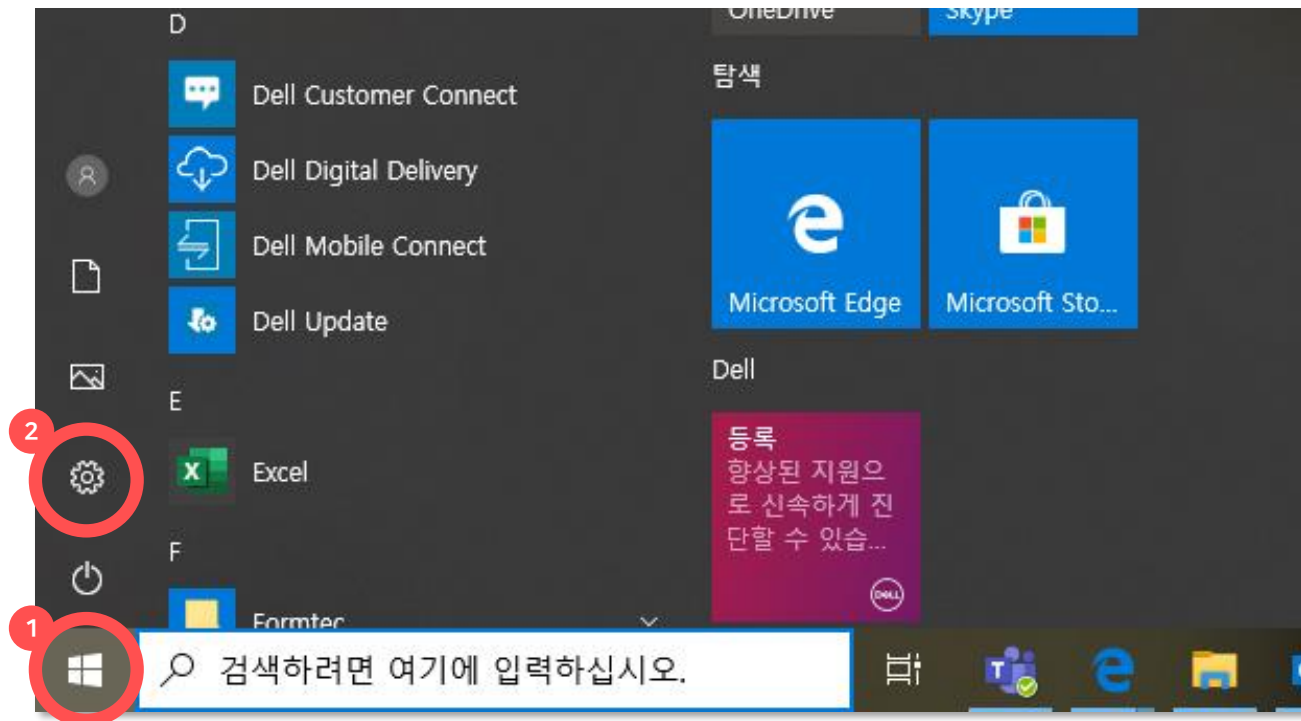 D
Dell Customer Connect
Dell Digital Delivery
Dell Mobile Connect
Dell Update
E
2
Excel
F
Formtec
1
검색하려면 여기에 입력하십시오.
OneDrive
Skype
탐색
Microsoft Edge
Microsoft Sto...
Dell
등록
향상된 지원으
로 신속하게 진
단할 수 있습...
DELL